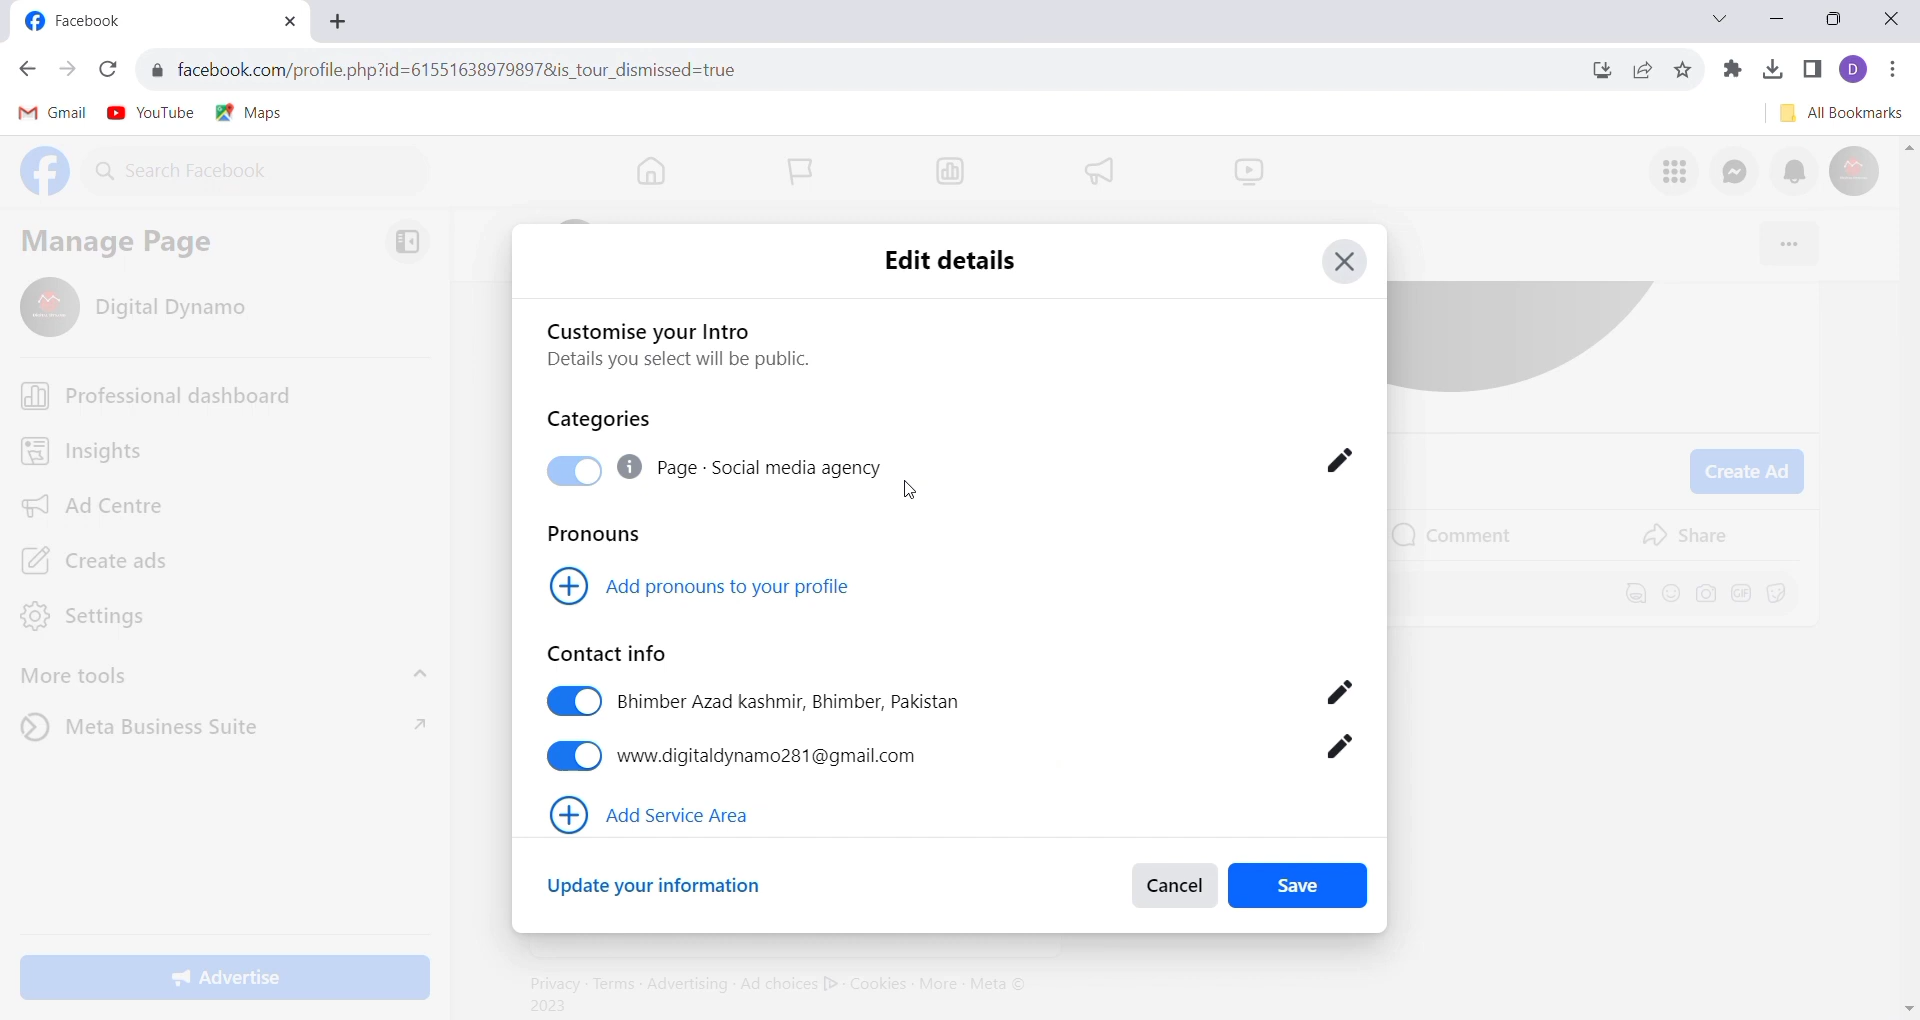 Facebook
facebook.com/profile.php?id=61551638979897&is_tour_dismissed=true
D
Gmail
YouTube
Maps
All Bookmarks
Search Facebook
Manage Page
Digital Dynamo
Professional dashboard
Insights
Ad Centre
Create ads
Settings
More tools
Meta Business Suite
Advertise
Edit details
Customise your Intro
Details you select will be public.
Categories
Page · Social media agency
Pronouns
Add pronouns to your profile
Contact info
Bhimber Azad kashmir, Bhimber, Pakistan
www.digitaldynamo281@gmail.com
Add Service Area
Update your information
Cancel
Save
Create Ad
Comment
Share
GIF
Privacy · Terms · Advertising · Ad choices · Cookies · More · Meta ©
2023